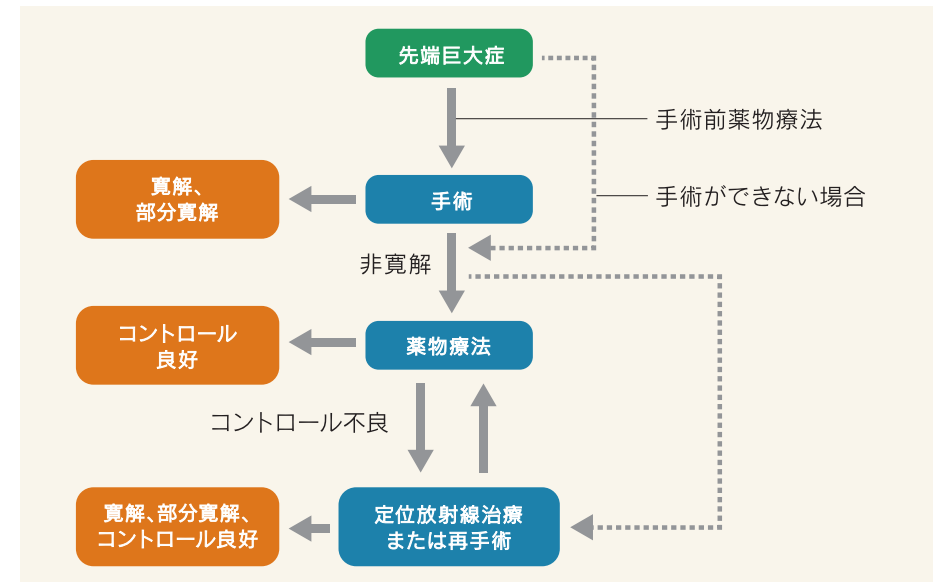 先端巨大症
手術前薬物療法
寛解、
部分寛解
手術
手術ができない場合
非寛解
コントロール
良好
薬物療法
コントロール不良
寛解、部分寛解、
コントロール良好
定位放射線治療
または再手術